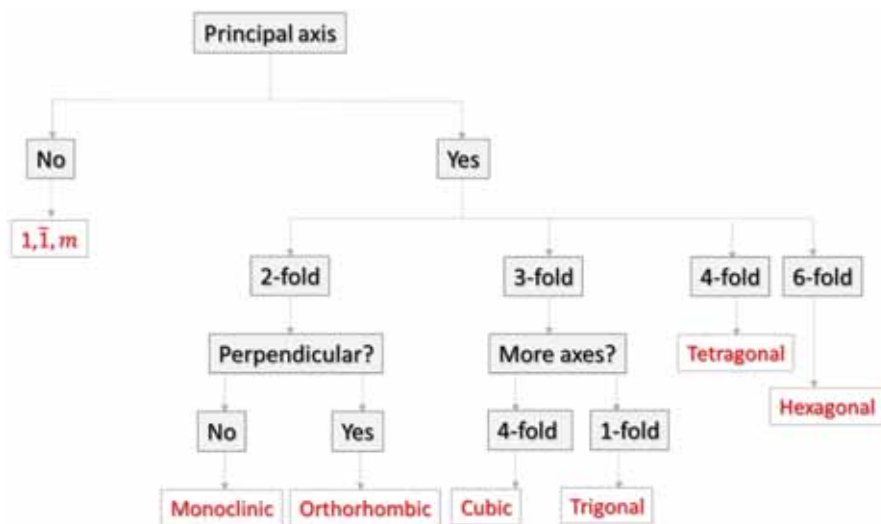 Principal axis
No
Yes
1, 1̅, m
2-fold
3-fold
4-fold
6-fold
Perpendicular?
More axes?
Tetragonal
Hexagonal
No
Yes
4-fold
1-fold
Monoclinic
Orthorhombic
Cubic
Trigonal